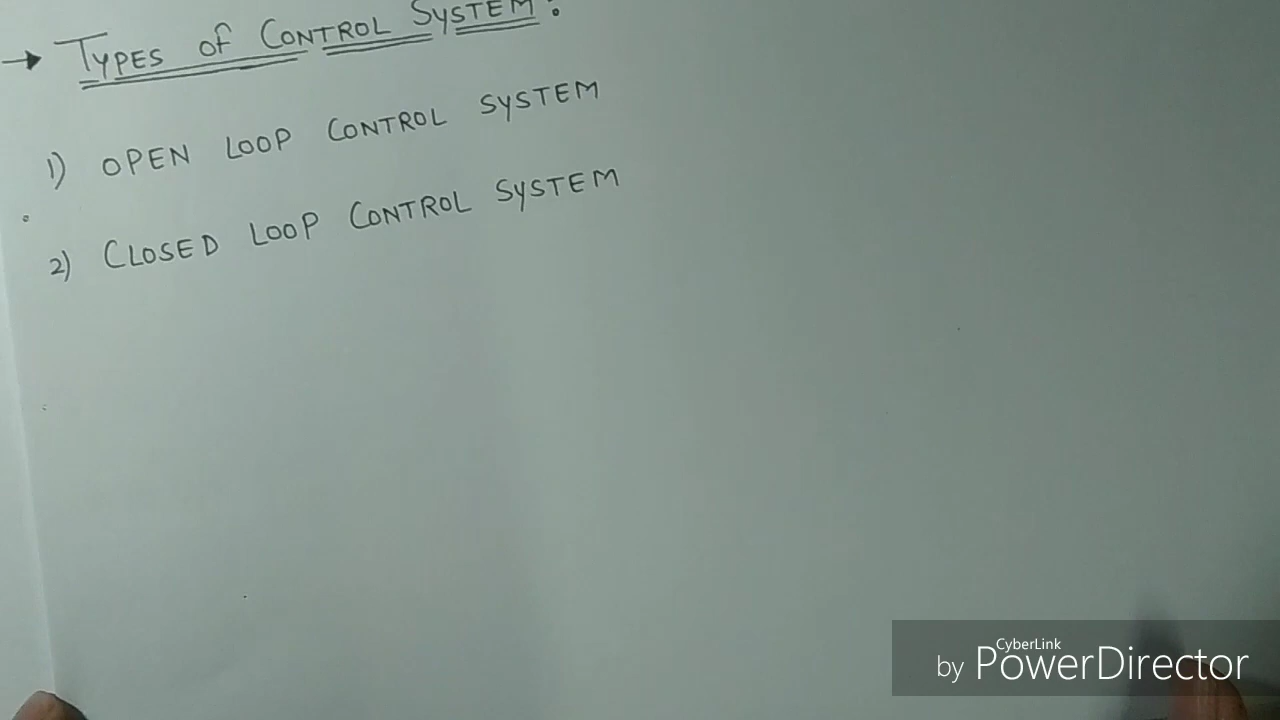 → TYPES of CONTROL SYSTEM:
1) OPEN LOOP CONTROL SYSTEM
2) CLOSED LOOP CONTROL SYSTEM
CyberLink
by PowerDirector